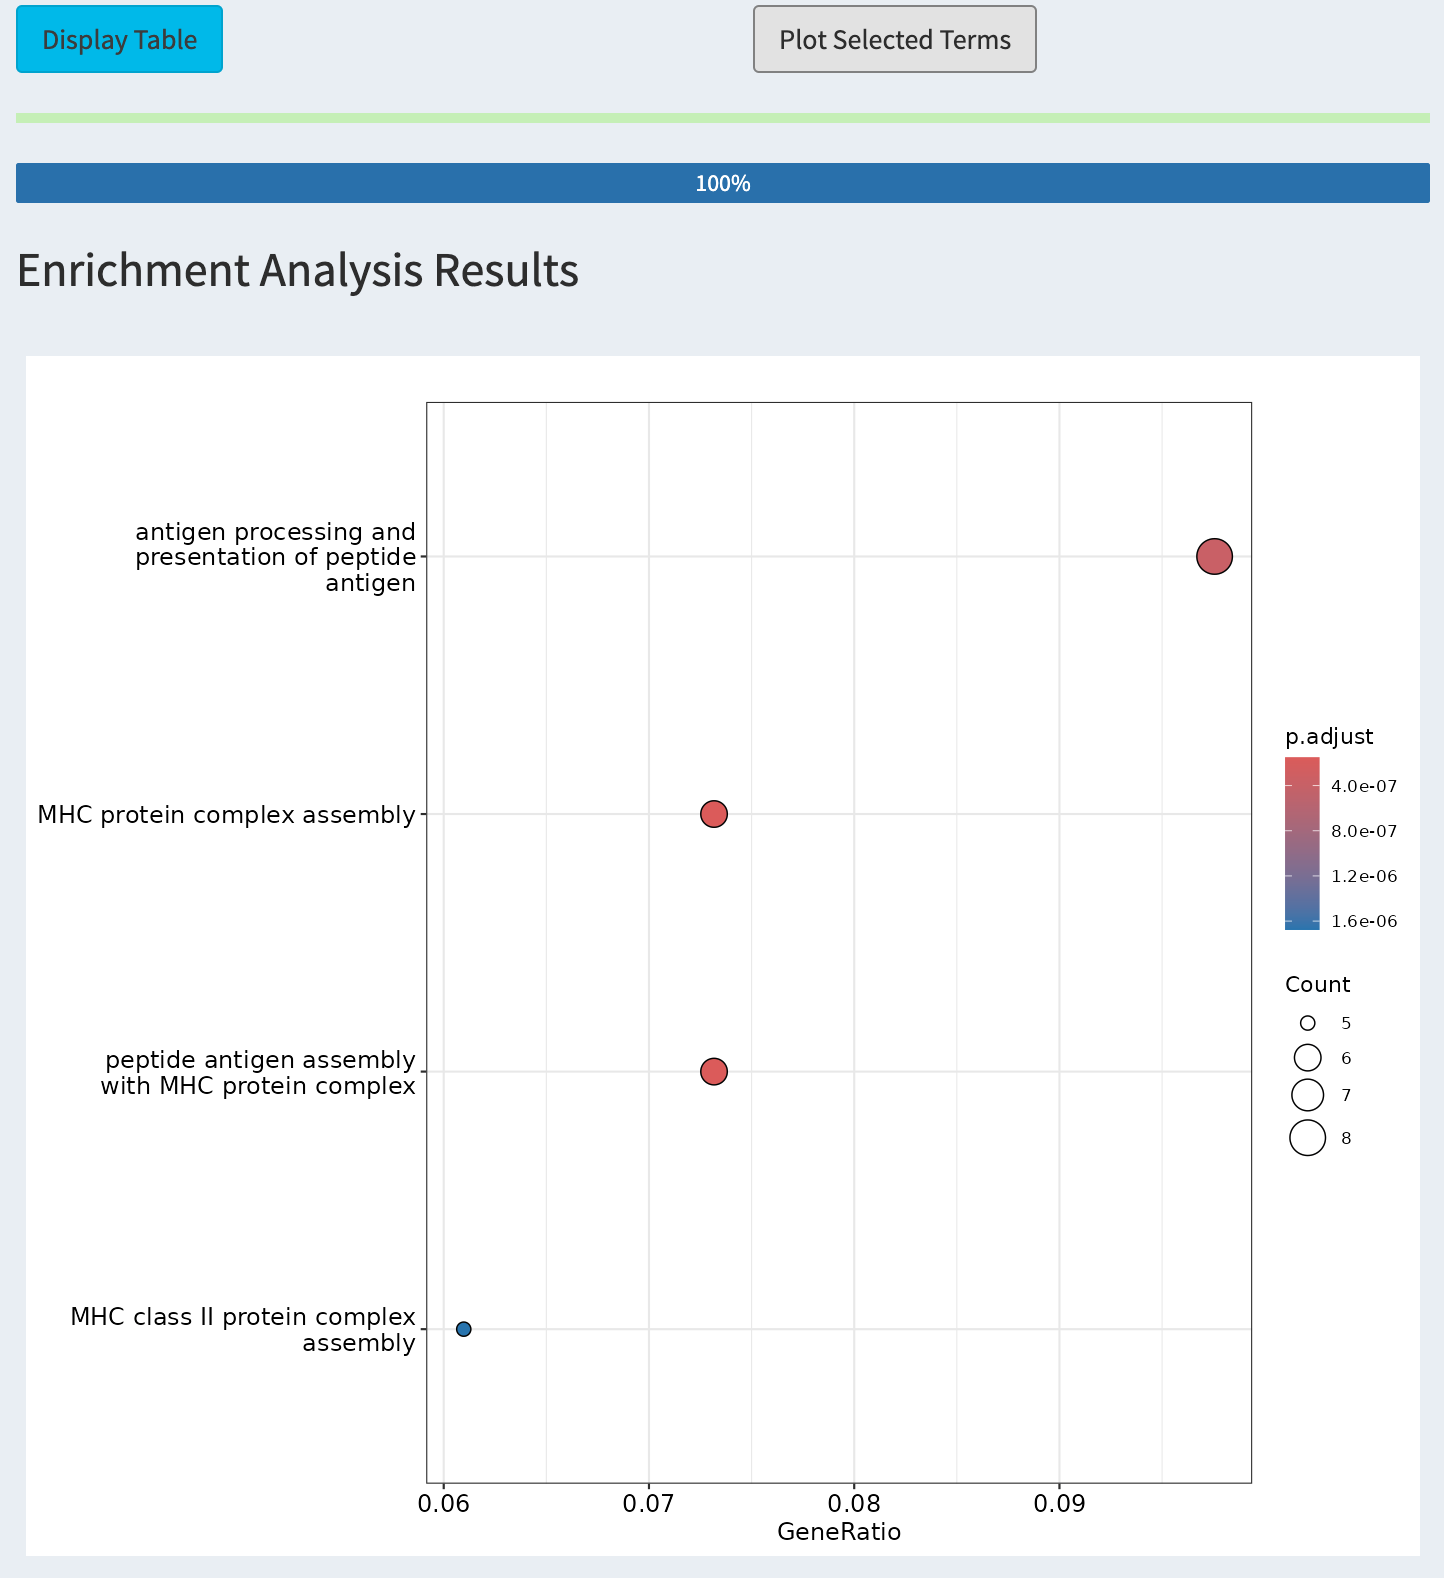 Display Table
Plot Selected Terms
100%
Enrichment Analysis Results
antigen processing and
presentation of peptide
antigen
MHC protein complex assembly
peptide antigen assembly
with MHC protein complex
MHC class II protein complex
assembly
0.06
0.07
0.08
0.09
GeneRatio
p.adjust
4.0e-07
8.0e-07
1.2e-06
1.6e-06
Count
5
6
7
8